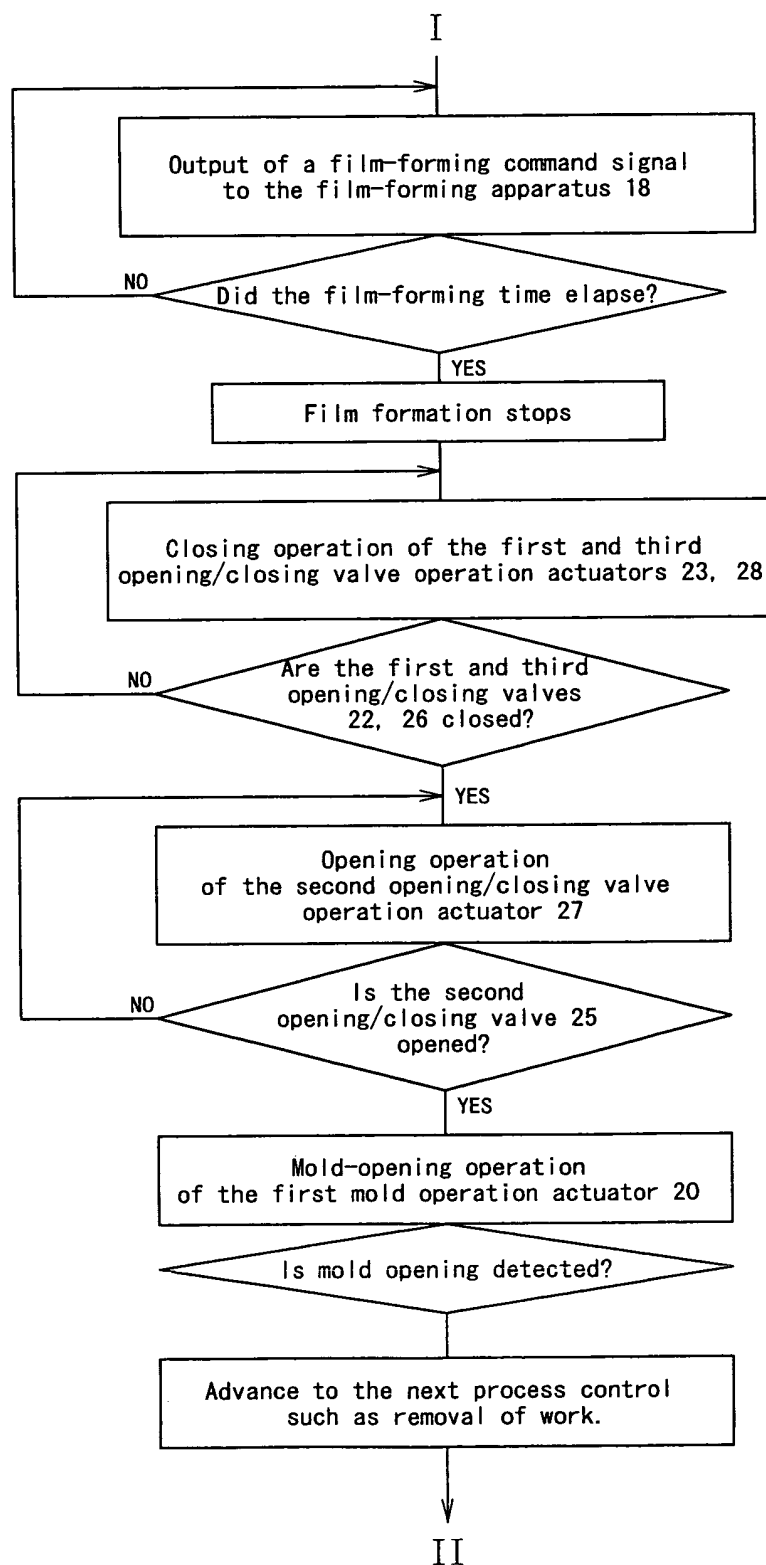 I
Output of a film-forming command signal
to the film-forming apparatus 18
NO
Did the film-forming time elapse?
YES
Film formation stops
Closing operation of the first and third
opening/closing valve operation actuators 23, 28
NO
Are the first and third
opening/closing valves
22, 26 closed?
YES
Opening operation
of the second opening/closing valve
operation actuator 27
NO
Is the second
opening/closing valve 25
opened?
YES
Mold-opening operation
of the first mold operation actuator 20
Is mold opening detected?
Advance to the next process control
such as removal of work.
II